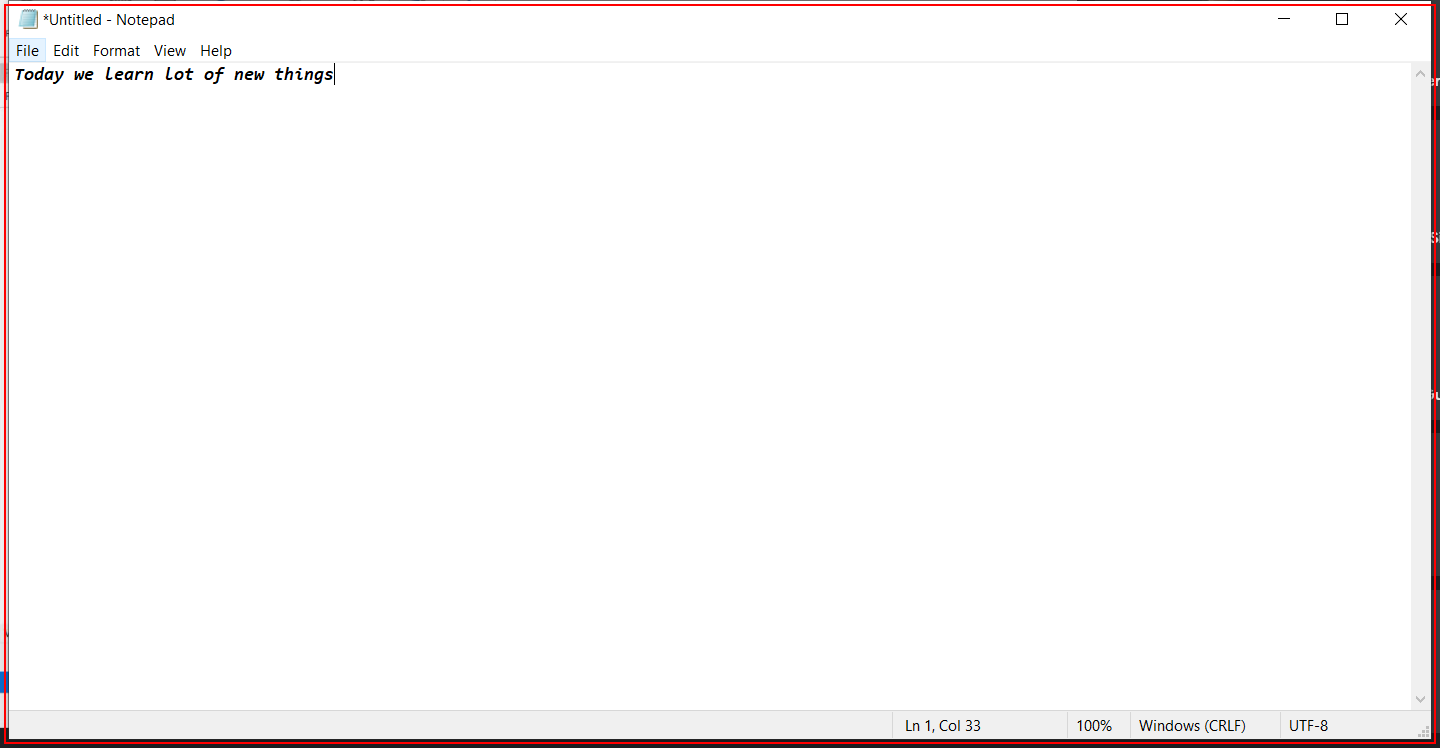 *Untitled - Notepad
File Edit Format View Help
Today we learn lot of new things
Ln 1, Col 33 100% Windows (CRLF) UTF-8